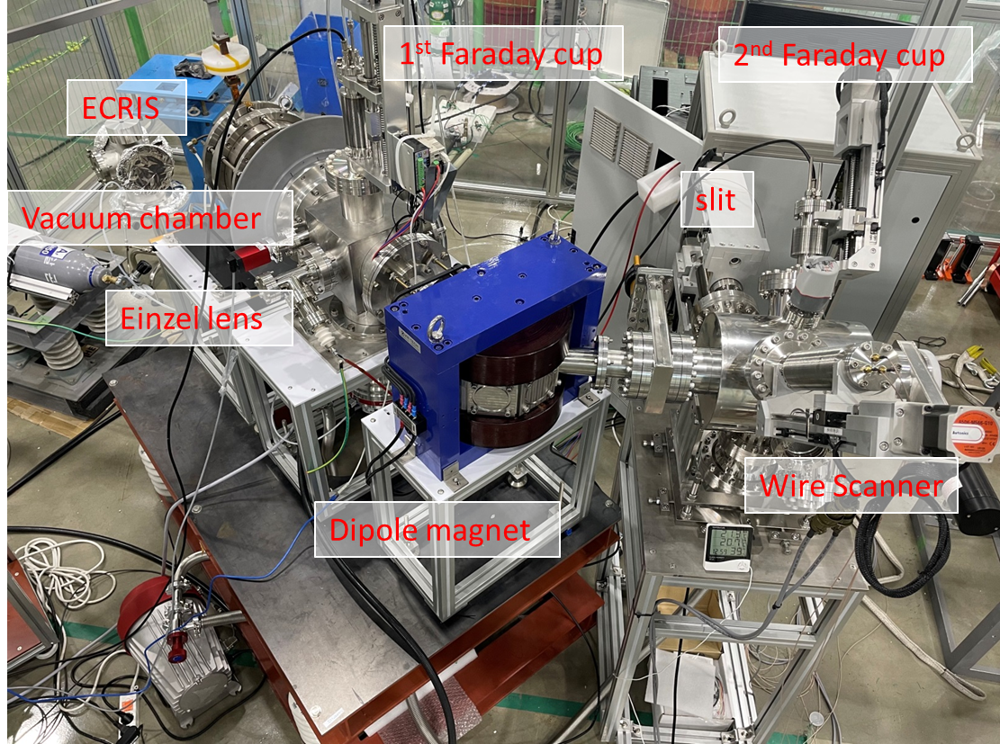 1st Faraday cup
2nd Faraday cup
ECRIS
slit
Vacuum chamber
Einzel lens
Wire Scanner
Dipole magnet